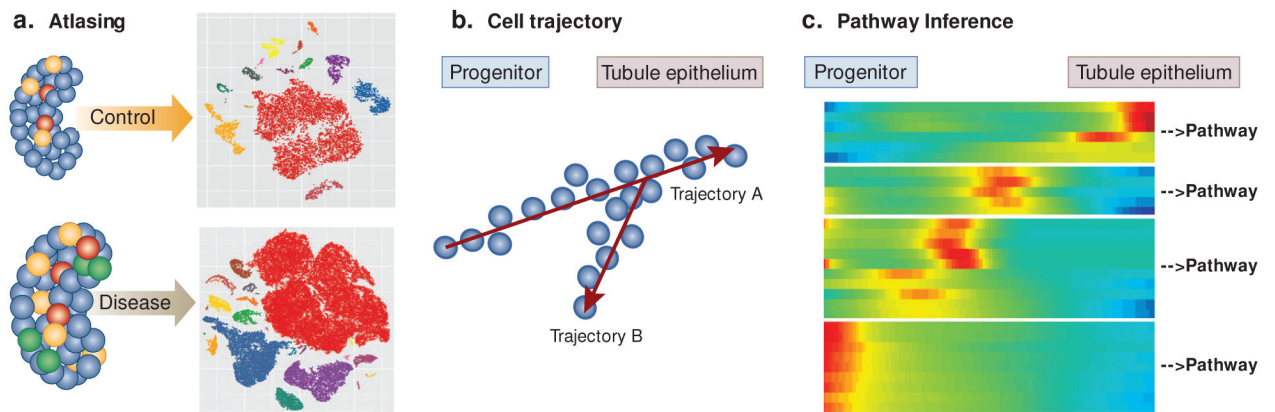 a. Atlasing
Control
Disease
b. Cell trajectory
Progenitor
Tubule epithelium
Trajectory A
Trajectory B
c. Pathway Inference
Progenitor
Tubule epithelium
-->Pathway
-->Pathway
-->Pathway
-->Pathway